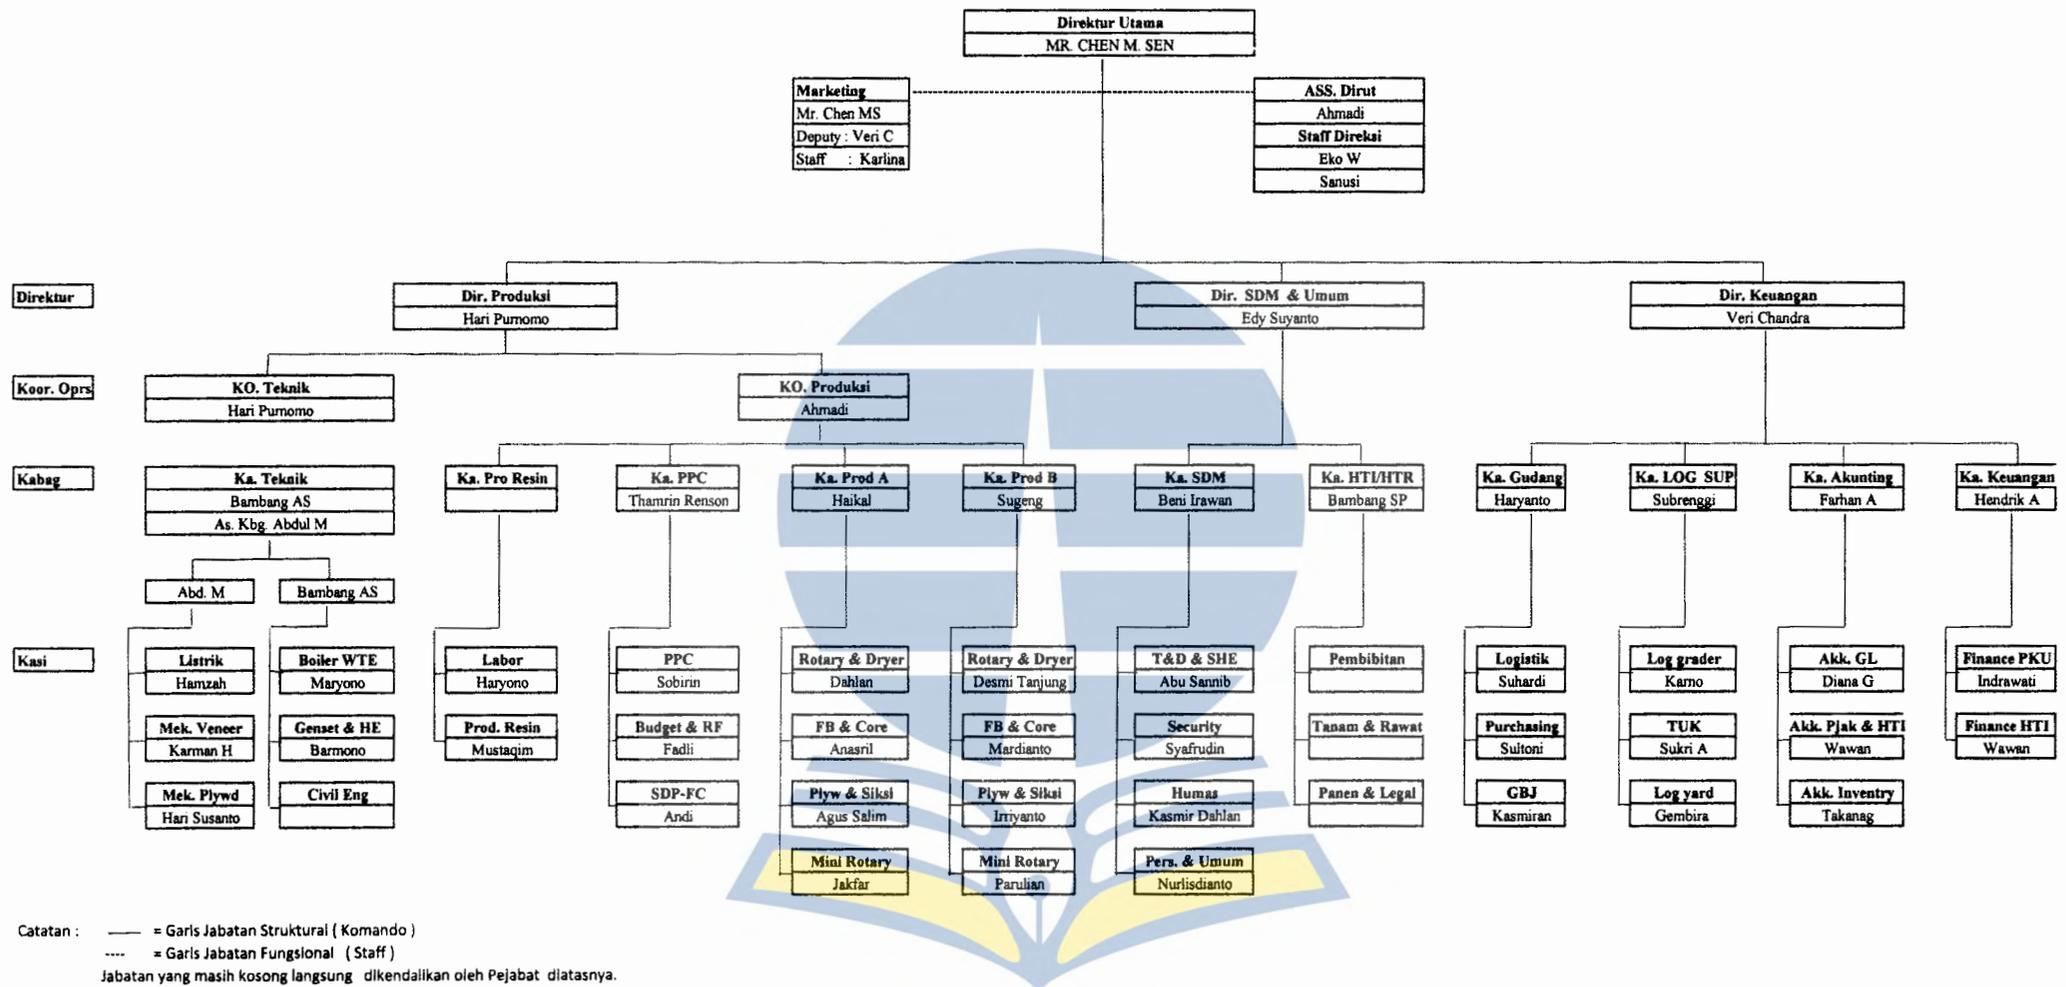 Direktur Utama
MR. CHEN M. SEN
Marketing
Mr. Chen MS
Deputy : Veri C
Staff : Karlina
ASS. Dirut
Ahmadi
Staff Direksi
Eko W
Sanusi
Direktur
Dir. Produksi
Hari Purnomo
Dir. SDM & Umum
Edy Suyanto
Dir. Keuangan
Veri Chandra
Koor. Oprs
KO. Teknik
Hari Purnomo
KO. Produksi
Ahmadi
Kabag
Ka. Teknik
Bambang AS
As. Kbg. Abdul M
Ka. Pro Resin
Ka. PPC
Thamrin Renson
Ka. Prod A
Haikal
Ka. Prod B
Sugeng
Ka. SDM
Beni Irawan
Ka. HTI/HTR
Bambang SP
Ka. Gudang
Haryanto
Ka. LOG SUP
Subrenggi
Ka. Akunting
Farhan A
Ka. Keuangan
Hendrik A
Abd. M
Bambang AS
Kasi
Listrik
Hamzah
Boiler WTE
Maryono
Labor
Haryono
PPC
Sobirin
Rotary & Dryer
Dahlan
Rotary & Dryer
Desmi Tanjung
T&D & SHE
Abu Sannib
Pembibitan
Logistik
Suhardi
Log grader
Karno
Akk. GL
Diana G
Finance PKU
Indrawati
Mek. Veneer
Karman H
Genset & HE
Barmono
Prod. Resin
Mustaqim
Budget & RF
Fadli
FB & Core
Anasril
FB & Core
Mardianto
Security
Syafrudin
Tanam & Rawat
Purchasing
Sultoni
TUK
Sukri A
Akk. Pjak & HTI
Wawan
Finance HTI
Wawan
Mek. Plywd
Hari Susanto
Civil Eng
SDP-FC
Andi
Plyw & Siksi
Agus Salim
Plyw & Siksi
Irriyanto
Humas
Kasmir Dahlan
Panen & Legal
GBJ
Kasmiran
Log yard
Gembira
Akk. Inventry
Takanag
Mini Rotary
Jakfar
Mini Rotary
Parulian
Pers. & Umum
Nurlisdianto
Catatan : —— = Garis Jabatan Struktural ( Komando )
---- = Garis Jabatan Fungsional ( Staff )
Jabatan yang masih kosong langsung dikendalikan oleh Pejabat diatasnya.